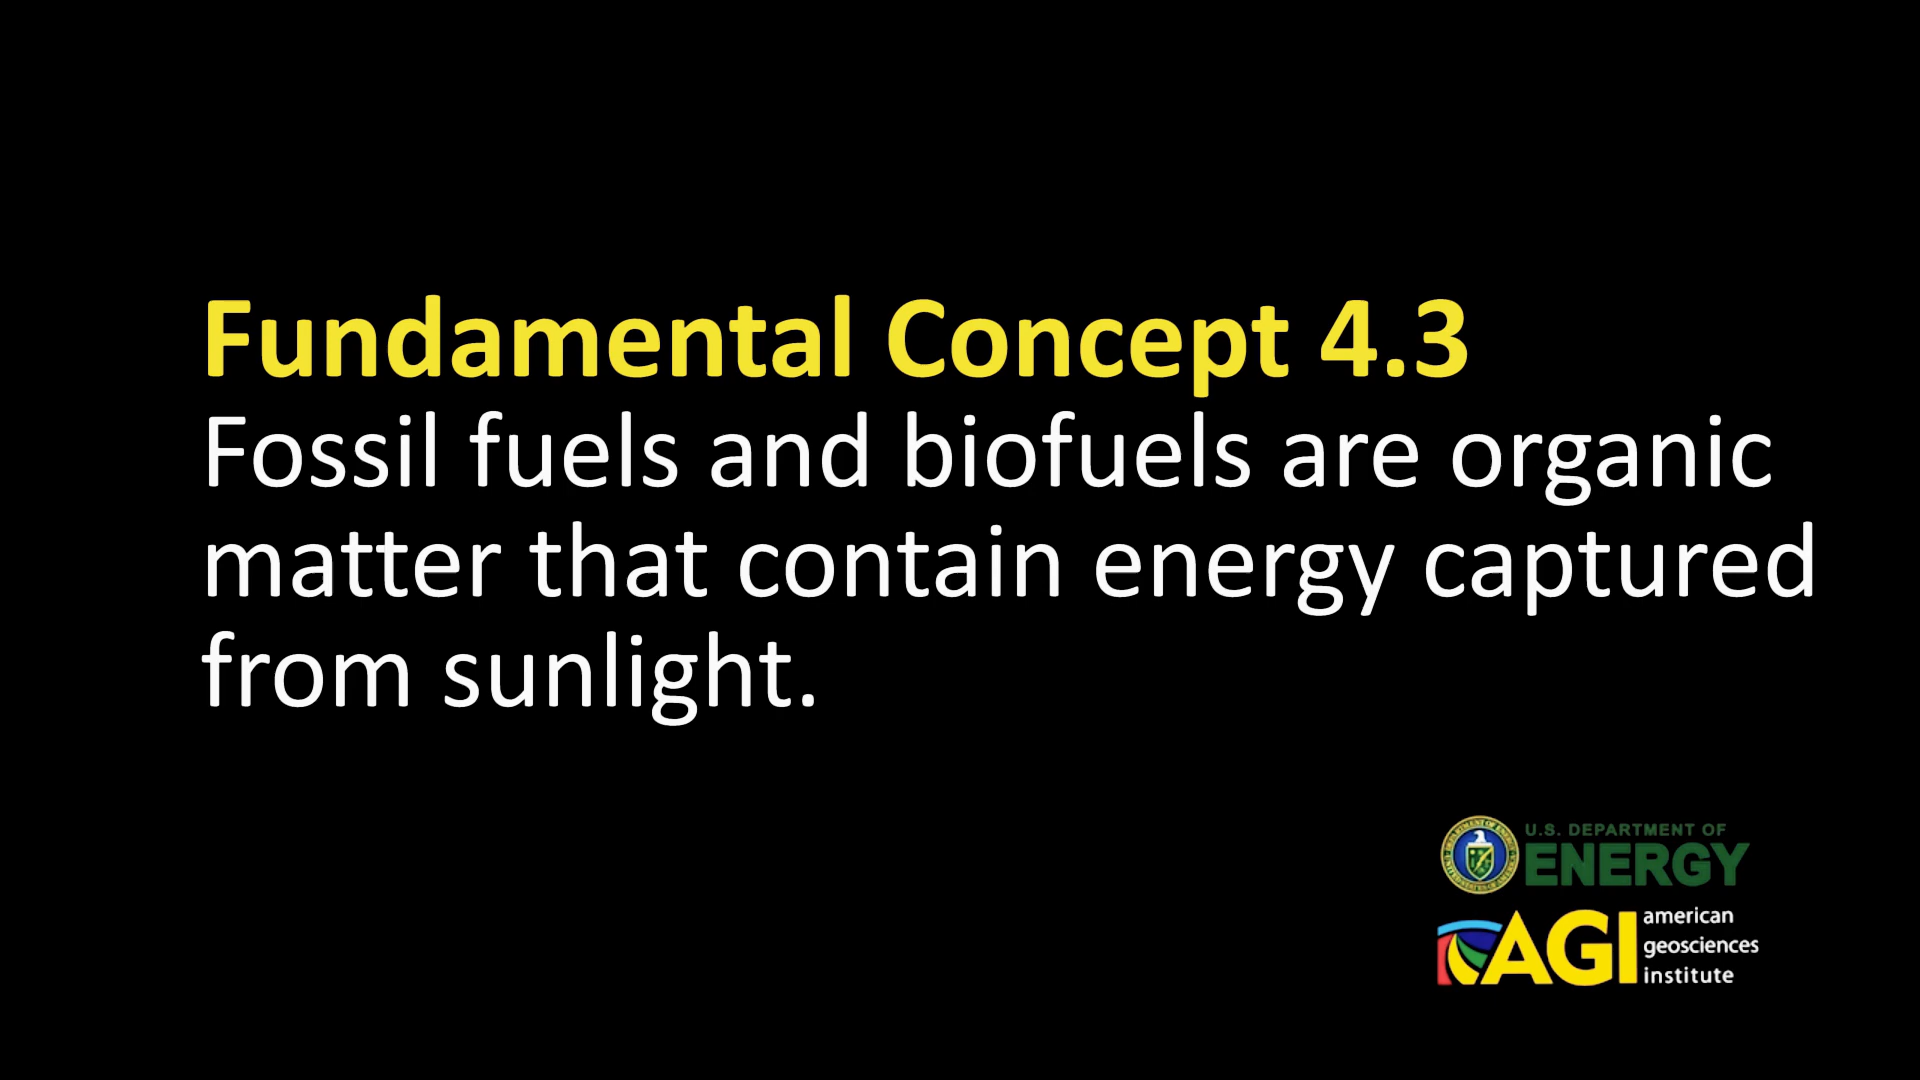 Fundamental Concept 4.3
Fossil fuels and biofuels are organic
matter that contain energy captured
from sunlight.
U.S. DEPARTMENT OF
ENERGY
AGI
american
geosciences
institute